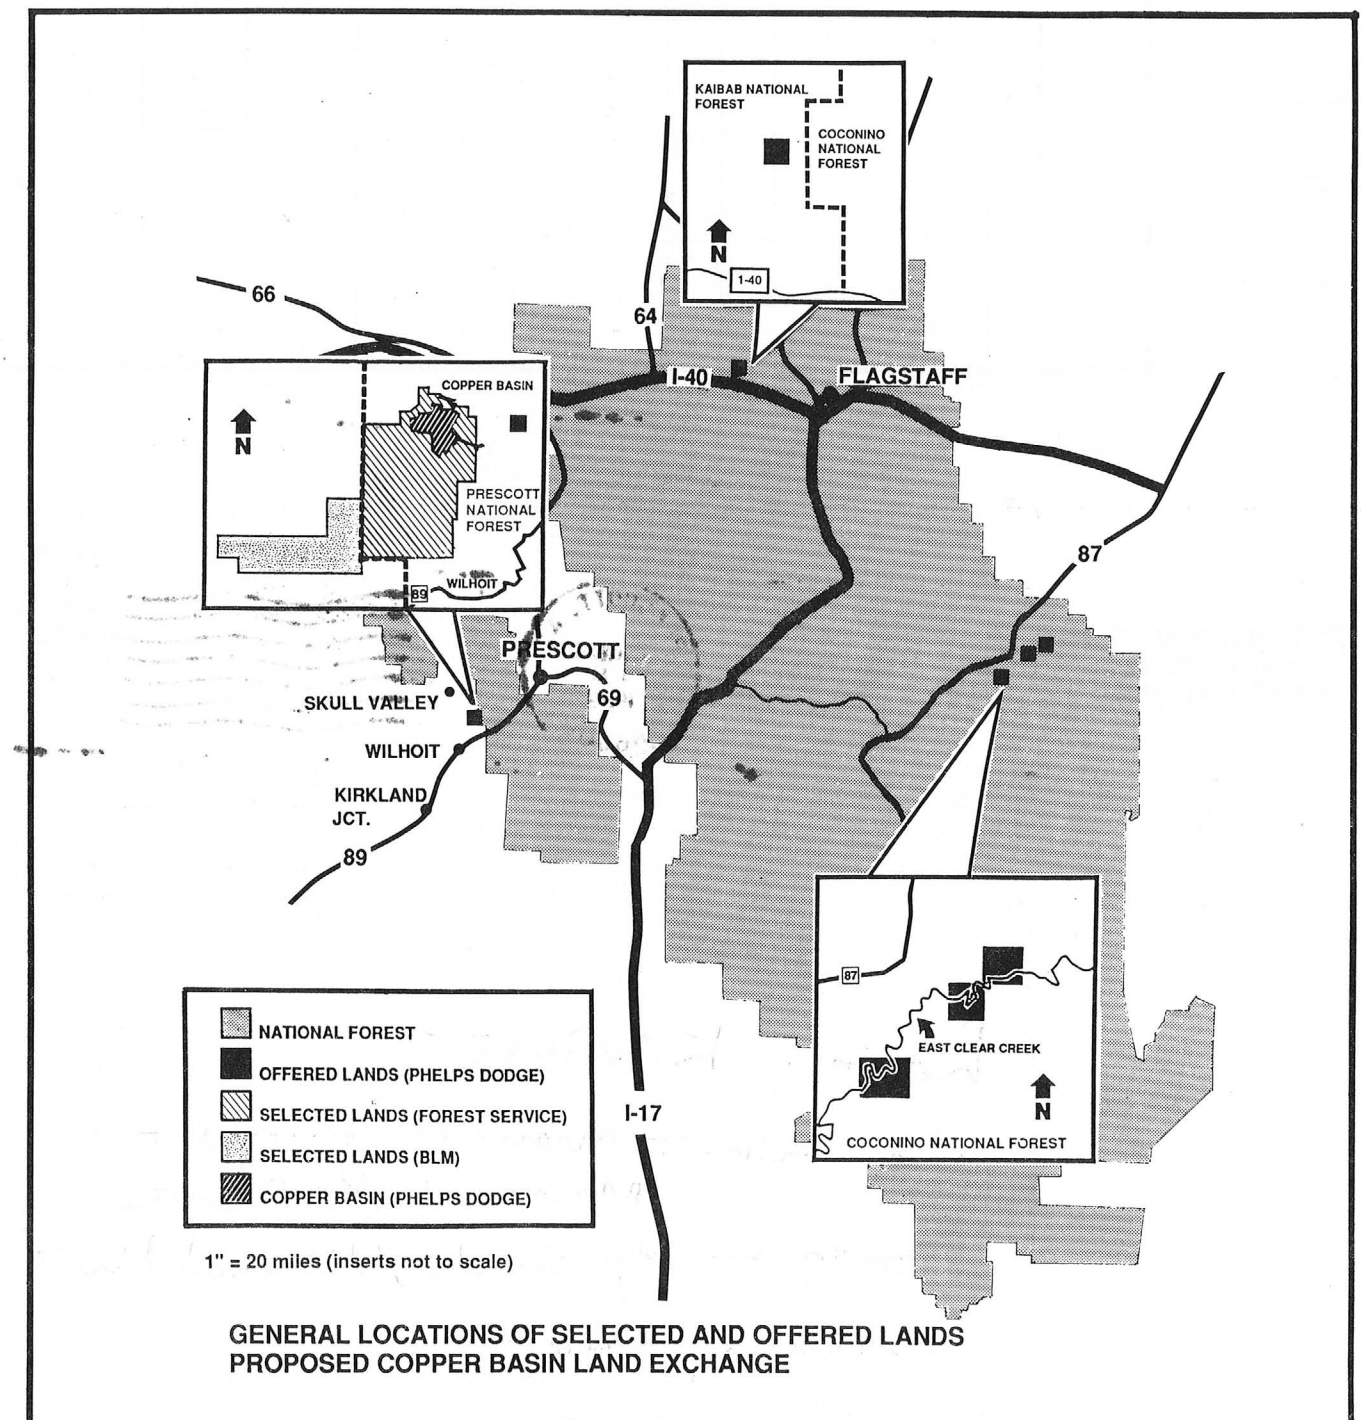 KAIBAB NATIONAL
FOREST
COCONINO
NATIONAL
FOREST
N
1-40
66
64
I-40
FLAGSTAFF
COPPER BASIN
N
PRESCOTT
NATIONAL
FOREST
WILHOIT
89
87
PRESCOTT
69
SKULL VALLEY
WILHOIT
KIRKLAND
JCT.
89
87
EAST CLEAR CREEK
N
COCONINO NATIONAL FOREST
I-17
NATIONAL FOREST
OFFERED LANDS (PHELPS DODGE)
SELECTED LANDS (FOREST SERVICE)
SELECTED LANDS (BLM)
COPPER BASIN (PHELPS DODGE)
1" = 20 miles (inserts not to scale)
GENERAL LOCATIONS OF SELECTED AND OFFERED LANDS
PROPOSED COPPER BASIN LAND EXCHANGE